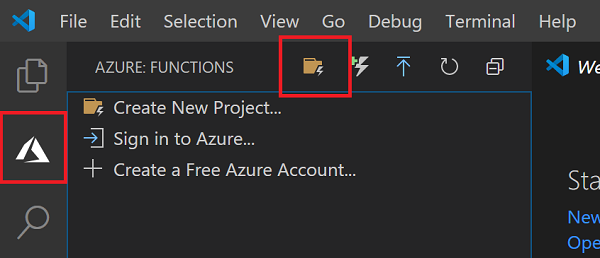 File Edit Selection View Go Debug Terminal Help
AZURE: FUNCTIONS
We
Create New Project...
Sign in to Azure...
Create a Free Azure Account...
Sta
New
Ope